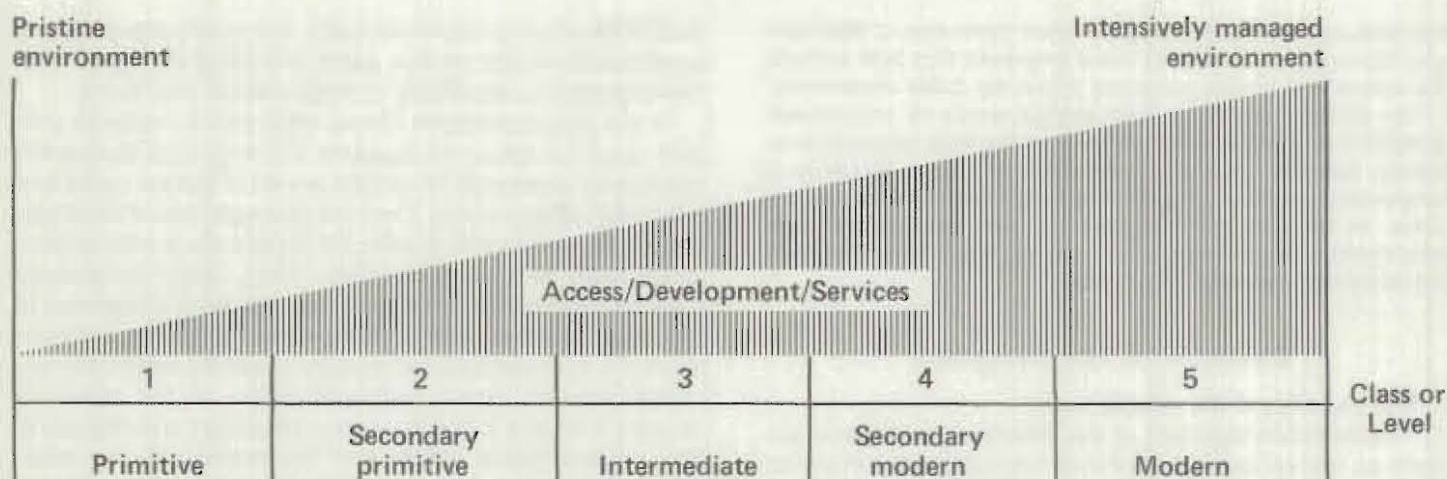 Pristine
environment
Intensively managed
environment
Access/Development/Services
1 2 3 4 5
Class or
Level
Primitive
Secondary
primitive
Intermediate
Secondary
modern
Modern